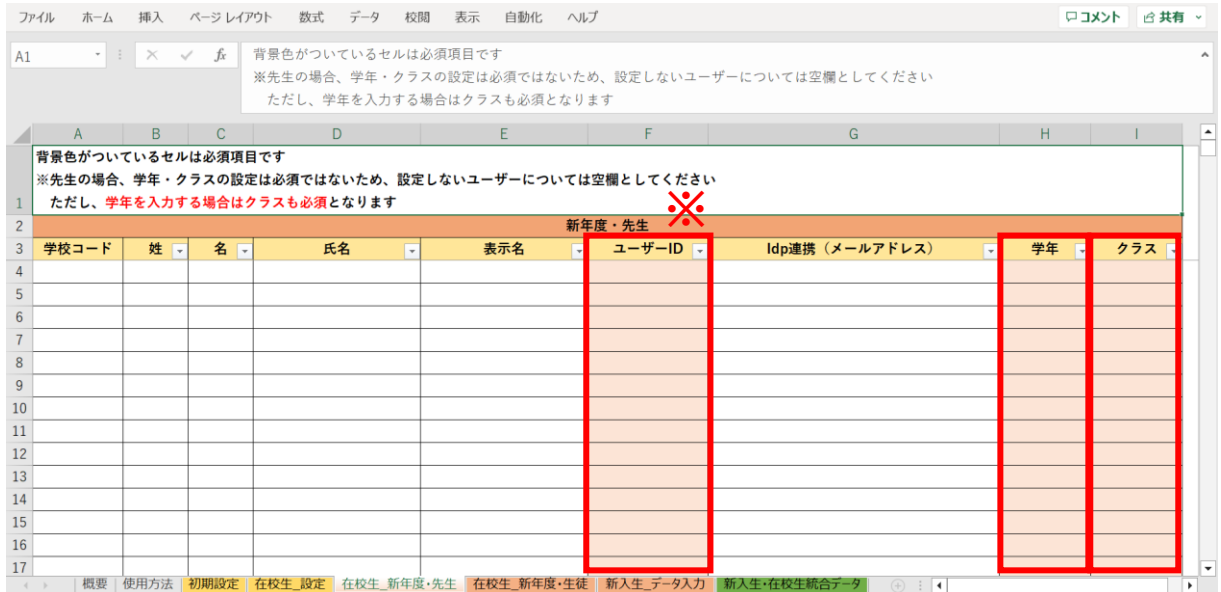 ファイル ホーム 挿入 ページ レイアウト 数式 データ 校閲 表示 自動化 ヘルプ コメント 共有
A1 fx 背景色がついているセルは必須項目です
※先生の場合、学年・クラスの設定は必須ではないため、設定しないユーザーについては空欄としてください
ただし、学年を入力する場合はクラスも必須となります
A B C D E F G H I
背景色がついているセルは必須項目です
※先生の場合、学年・クラスの設定は必須ではないため、設定しないユーザーについては空欄としてください
1 ただし、学年を入力する場合はクラスも必須となります
※
2 新年度・先生
3 学校コード 姓 名 氏名 表示名 ユーザーID Idp連携（メールアドレス） 学年 クラス
4
5
6
7
8
9
10
11
12
13
14
15
16
17
概要 使用方法 初期設定 在校生_設定 在校生_新年度・先生 在校生_新年度・生徒 新入生_データ入力 新入生・在校生統合データ